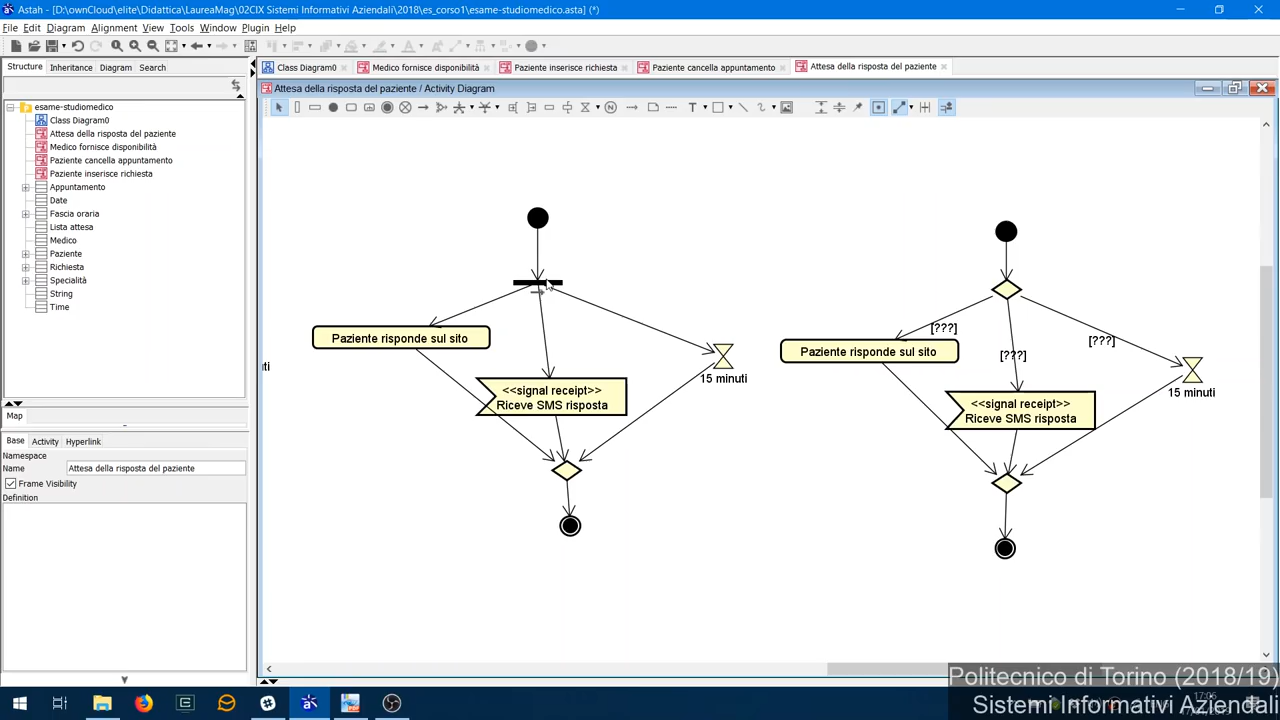 Astah - [D:\ownCloud\elite\Didattica\LaureaMag\02CIX Sistemi Informativi Aziendali\2018\es_corso1\esame-studiomedico.asta] (*)
File Edit Diagram Alignment View Tools Window Plugin Help
Structure Inheritance Diagram Search
Class Diagram0 Medico fornisce disponibilità Paziente inserisce richiesta Paziente cancella appuntamento Attesa della risposta del paziente
Attesa della risposta del paziente / Activity Diagram
esame-studiomedico
Class Diagram0
Attesa della risposta del paziente
Medico fornisce disponibilità
Paziente cancella appuntamento
Paziente inserisce richiesta
Appuntamento
Date
Fascia oraria
Lista attesa
Medico
Paziente
Richiesta
Specialità
String
Time
Map
Base Activity Hyperlink
Namespace
Name Attesa della risposta del paziente
Frame Visibility
Definition
uti
Paziente risponde sul sito
<<signal receipt>>
Riceve SMS risposta
15 minuti
[???]
[???]
[???]
Paziente risponde sul sito
<<signal receipt>>
Riceve SMS risposta
15 minuti
Politecnico di Torino (2018/19)
Sistemi Informativi Aziendali